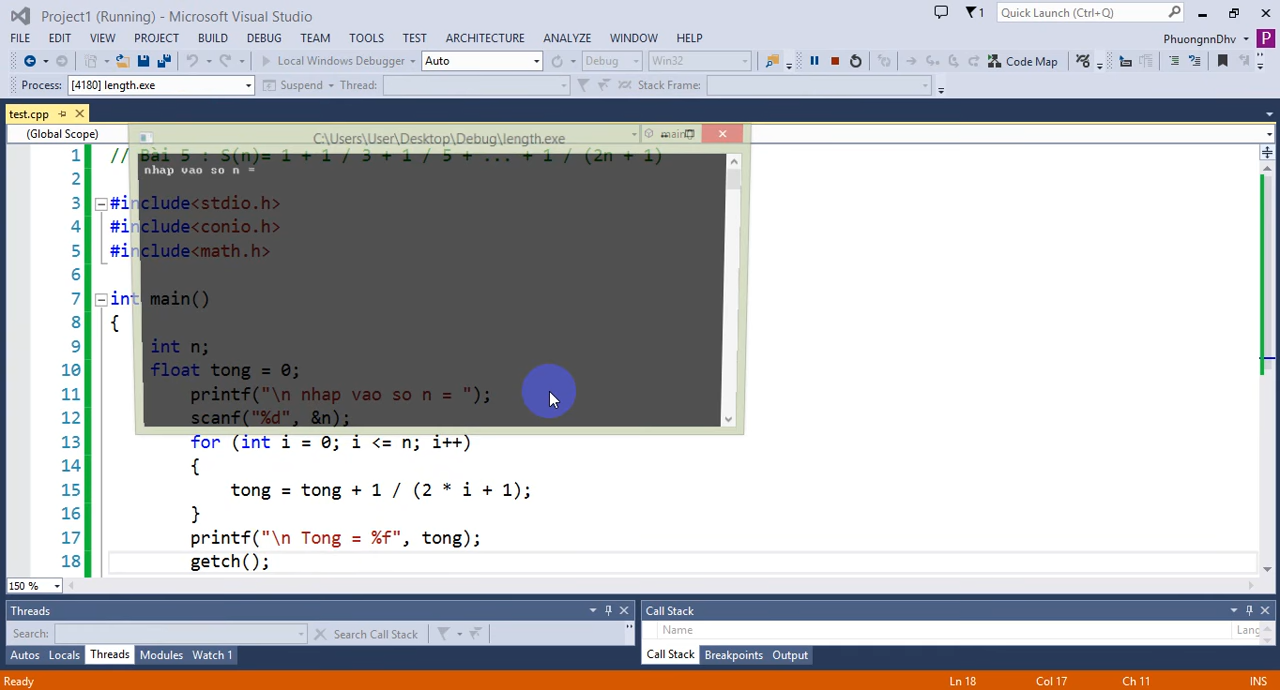 Project1 (Running) - Microsoft Visual Studio
1
Quick Launch (Ctrl+Q)
FILE EDIT VIEW PROJECT BUILD DEBUG TEAM TOOLS TEST ARCHITECTURE ANALYZE WINDOW HELP
PhuongnnDhv P
Local Windows Debugger Auto Debug Win32 Code Map
Process: [4180] length.exe Suspend Thread: Stack Frame:
test.cpp
(Global Scope) main()
C:\Users\User\Desktop\Debug\length.exe
1 // Bài 5 : S(n)= 1 + 1 / 3 + 1 / 5 + ... + 1 / (2n + 1)
nhap vao so n =
2
3 #include<stdio.h>
4 #include<conio.h>
5 #include<math.h>
6
7 int main()
8 {
9 int n;
10 float tong = 0;
11 printf("\n nhap vao so n = ");
12 scanf("%d", &n);
13 for (int i = 0; i <= n; i++)
14 {
15 tong = tong + 1 / (2 * i + 1);
16 }
17 printf("\n Tong = %f", tong);
18 getch();
150 %
Threads
Search: Search Call Stack
Autos Locals Threads Modules Watch 1
Call Stack
Name Lang
Call Stack Breakpoints Output
Ready Ln 18 Col 17 Ch 11 INS